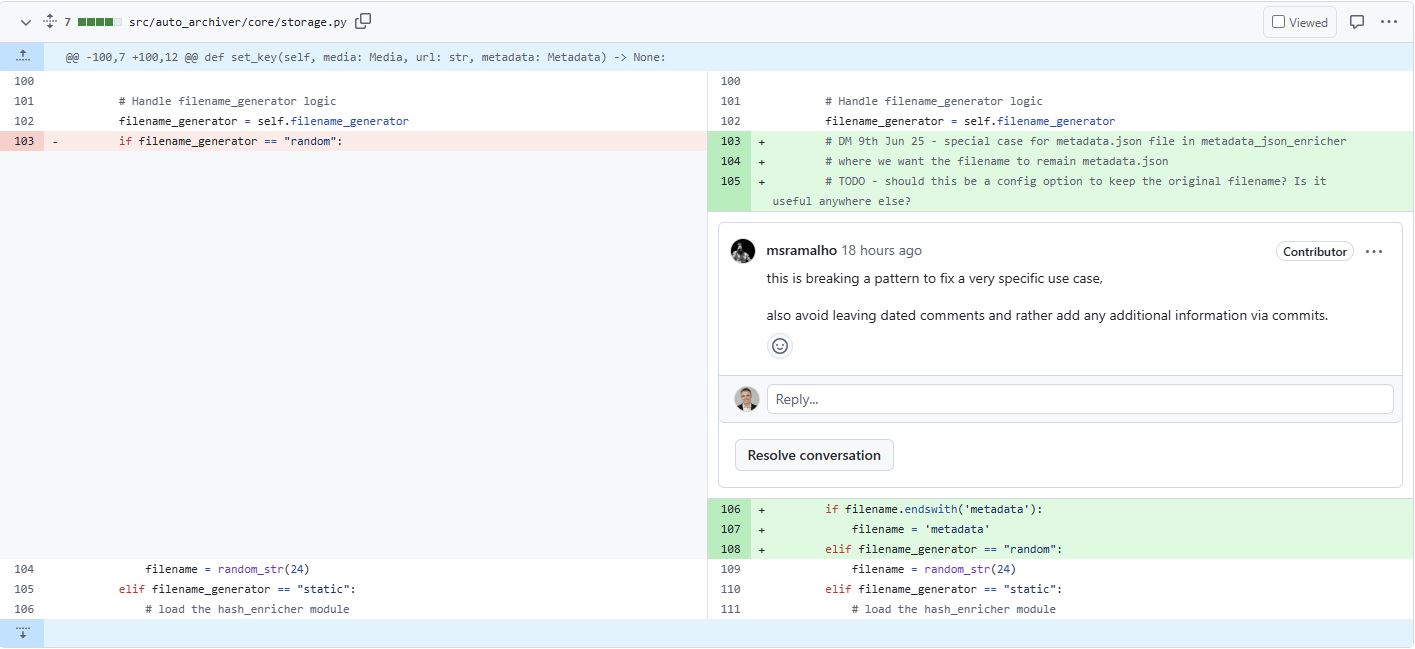 7 src/auto_archiver/core/storage.py Viewed
@@ -100,7 +100,12 @@ def set_key(self, media: Media, url: str, metadata: Metadata) -> None:
100
101 # Handle filename_generator logic
102 filename_generator = self.filename_generator
103 - if filename_generator == "random":
100
101 # Handle filename_generator logic
102 filename_generator = self.filename_generator
103 + # DM 9th Jun 25 - special case for metadata.json file in metadata_json_enricher
104 + # where we want the filename to remain metadata.json
105 + # TODO - should this be a config option to keep the original filename? Is it
useful anywhere else?
msramalho 18 hours ago Contributor
this is breaking a pattern to fix a very specific use case,
also avoid leaving dated comments and rather add any additional information via commits.
Reply...
Resolve conversation
106 + if filename.endswith('metadata'):
107 + filename = 'metadata'
108 + elif filename_generator == "random":
104 filename = random_str(24)
105 elif filename_generator == "static":
106 # load the hash_enricher module
109 filename = random_str(24)
110 elif filename_generator == "static":
111 # load the hash_enricher module